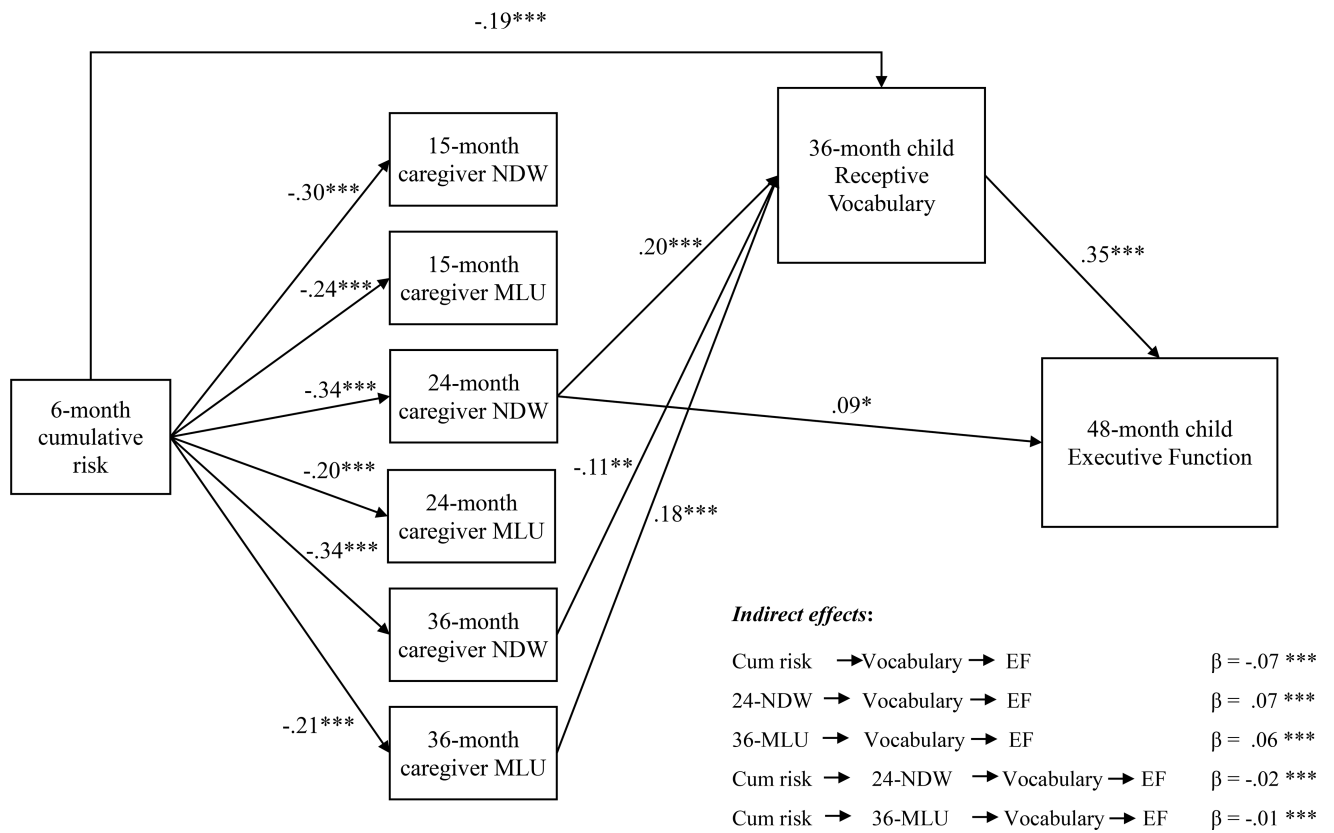 -.19***
15-month
caregiver NDW
36-month child
Receptive
Vocabulary
-.30***
15-month
caregiver MLU
.20***
.35***
-.24***
24-month
caregiver NDW
6-month
cumulative
risk
-.34***
.09*
48-month child
Executive Function
-.20***
24-month
caregiver MLU
-.11**
.18***
-.34***
36-month
caregiver NDW
-.21***
36-month
caregiver MLU
Indirect effects:
Cum risk → Vocabulary → EF β = -.07 ***
24-NDW → Vocabulary → EF β = .07 ***
36-MLU → Vocabulary → EF β = .06 ***
Cum risk → 24-NDW → Vocabulary → EF β = -.02 ***
Cum risk → 36-MLU → Vocabulary → EF β = -.01 ***